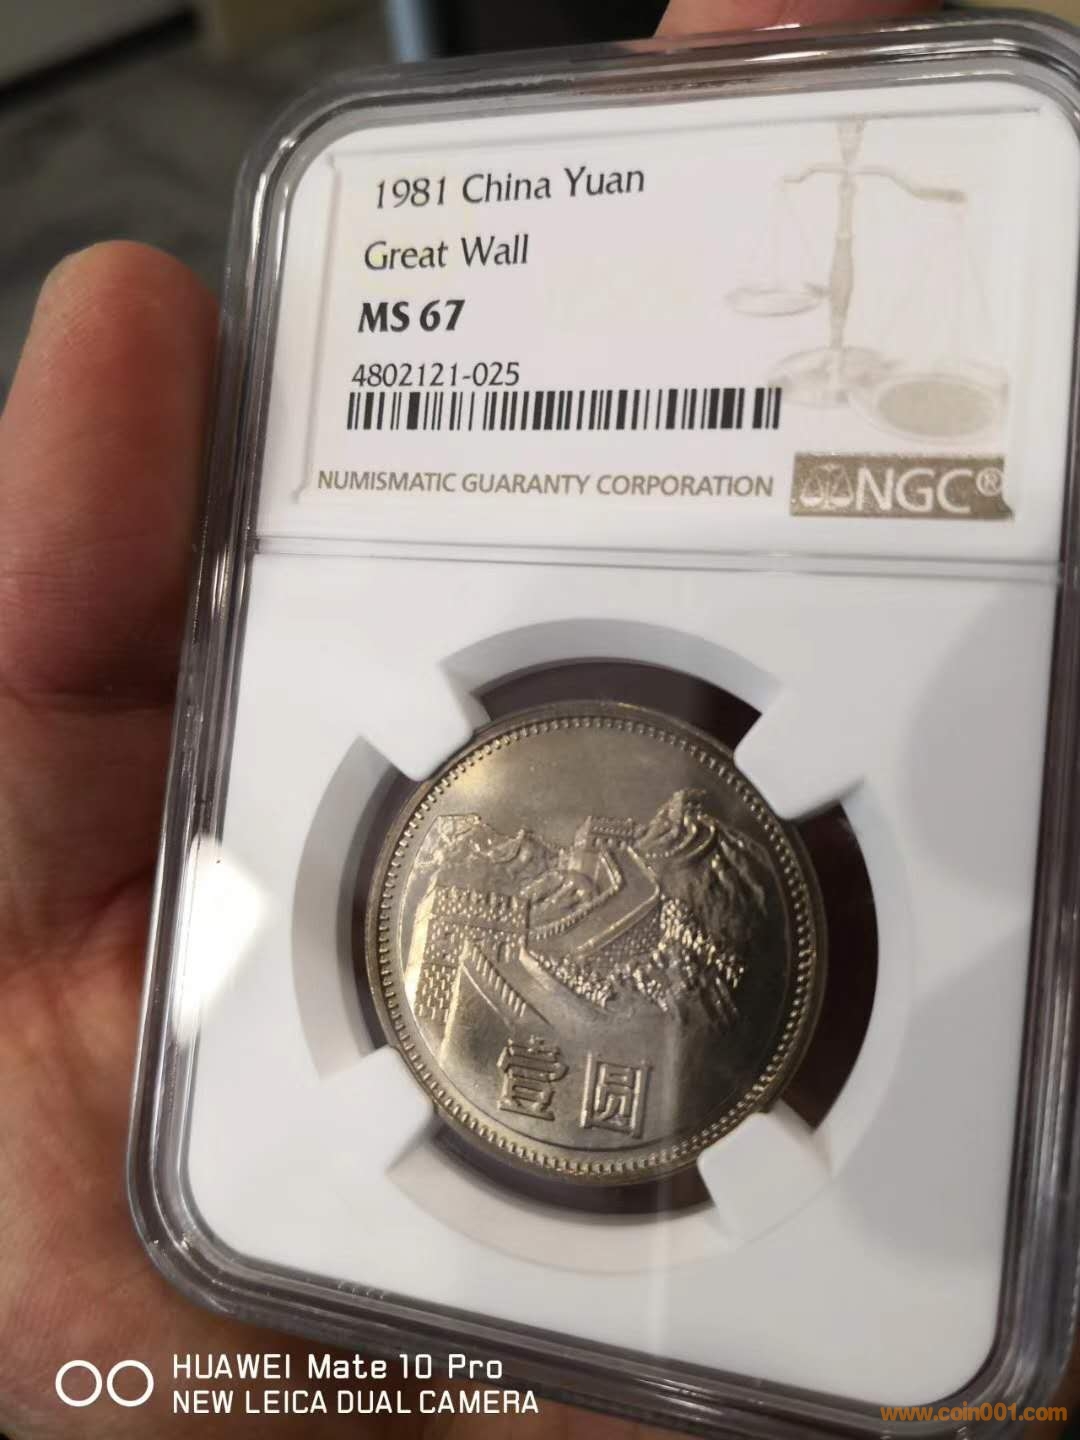 1981 China Yuan
Great Wall
MS 67
4802121-025
NUMISMATIC GUARANTY CORPORATION
NGC®
壹圆
HUAWEI Mate 10 Pro
NEW LEICA DUAL CAMERA
www.coin001.com